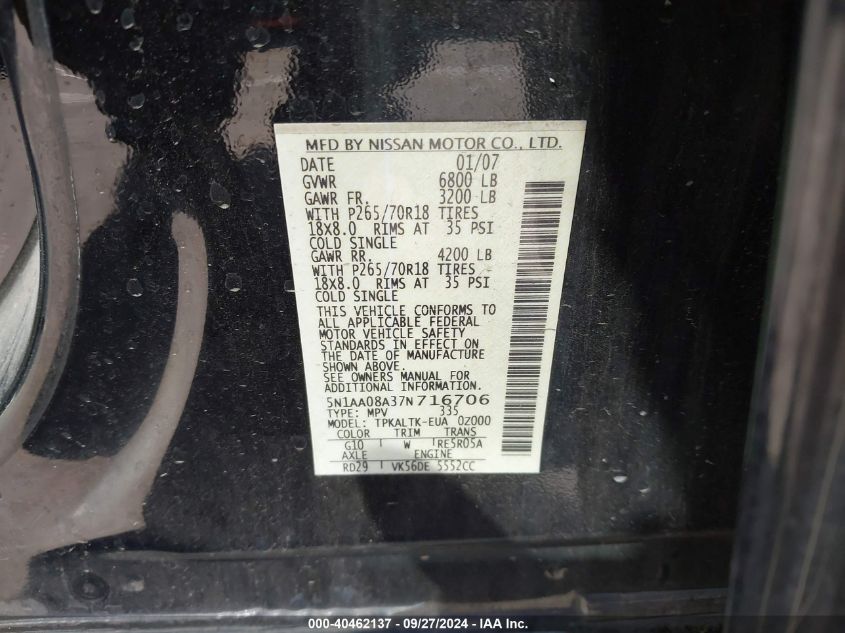 MFD BY NISSAN MOTOR CO., LTD.
DATE 01/07
GVWR 6800 LB
GAWR FR. 3200 LB
WITH P265/70R18 TIRES
18X8.0 RIMS AT 35 PSI
COLD SINGLE
GAWR RR. 4200 LB
WITH P265/70R18 TIRES
18X8.0 RIMS AT 35 PSI
COLD SINGLE
THIS VEHICLE CONFORMS TO
ALL APPLICABLE FEDERAL
MOTOR VEHICLE SAFETY
STANDARDS IN EFFECT ON
THE DATE OF MANUFACTURE
SHOWN ABOVE.
SEE OWNERS MANUAL FOR
ADDITIONAL INFORMATION
5N1AA08A37N716706
TYPE: MPV 335
MODEL: TPKALTK-EUA 0Z000
COLOR TRIM TRANS
G10 W RE5R05A
AXLE ENGINE
RD29 VK56DE 5552CC
000-40462137 - 09/27/2024 - IAA Inc.